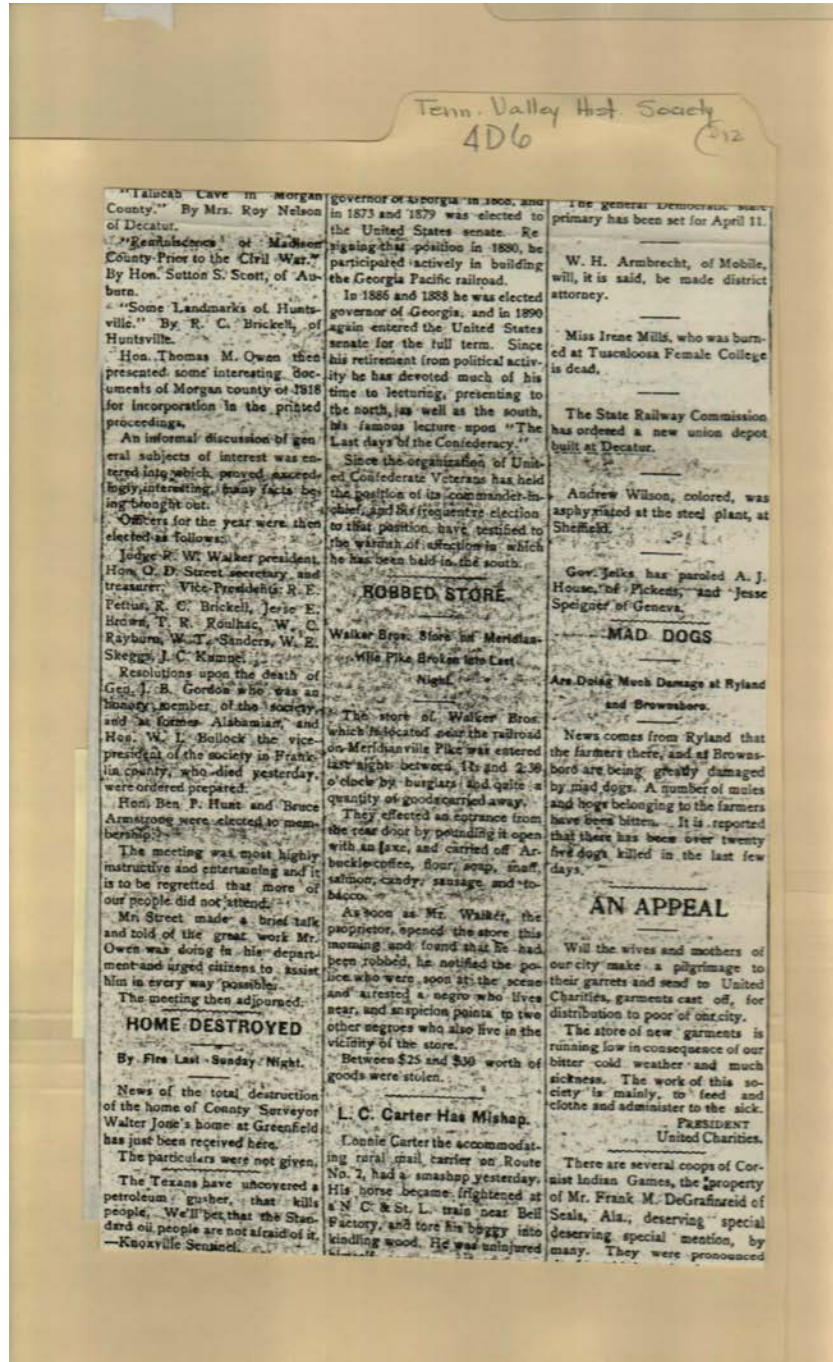 Tenn. Valley Hist. Society
4D6
"Talucah Cave in Morgan
County." By Mrs. Roy Nelson
of Decatur.
"Reminiscence of Madison
County Prior to the Civil War."
By Hon. Sutton S. Scott, of Au-
burn.
"Some Landmarks of Hunts-
ville." By R. C. Brickell, of
Huntsville.
Hon. Thomas M. Owen then
presented some interesting doc-
uments of Morgan county of 1818
for incorporation in the printed
proceedings.
An informal discussion of gen
eral subjects of interest was en-
tered into which proved exceed-
ingly interesting, many facts be-
ing brought out.
Officers for the year were then
elected as follows:
Judge R. W. Walker president,
Hon. O. D. Street secretary and
treasurer, Vice-Presidents: R. E.
Pettus, R. C. Brickell, Jesse E.
Brown, T. R. Roulhac, W. C.
Rayburn, W. T. Sanders, W. E.
Skeggs, J. C. Kumpel.
Resolutions upon the death of
Gen. J. B. Gordon who was an
honory member of the society,
and a former Alabamian, and
Hon. W. I. Bullock the vice-
president of the society in Frank-
lin county, who died yesterday,
were ordered prepared.
Hon. Ben P. Hunt and Bruce
Armstrong were elected to mem-
bership.
The meeting was most highly
instructive and entertaining and it
is to be regretted that more of
our people did not attend.
Mr. Street made a brief talk
and told of the great work Mr.
Owen was doing in his depart-
ment and urged citizens to assist
him in every way possible.
The meeting then adjourned.
HOME DESTROYED
By Fire Last Sunday Night.
News of the total destruction
of the home of County Surveyor
Walter Jone's home at Greenfield
has just been received here.
The particulars were not given.
The Texans have uncovered a
petroleum gusher, that kills
people. We'll bet that the Stan-
dard oil people are not afraid of it.
—Knoxville Sentinel.
governor of Georgia in 1868, and
in 1873 and 1879 was elected to
the United States senate. Re
signing that position in 1880, he
participated actively in building
the Georgia Pacific railroad.
In 1886 and 1888 he was elected
governor of Georgia, and in 1890
again entered the United States
senate for the full term. Since
his retirement from political activ-
ity he has devoted much of his
time to lecturing, presenting to
the north, as well as the south,
his famous lecture upon "The
Last days of the Confederacy."
Since the organization of Unit-
ed Confederate Veterans has held
the position of its commander-in-
chief, and his frequentre election
to that position, have testified to
the warmth of affection in which
he has been held in the south.
ROBBED STORE
Walker Bros. Store on Meridian-
ville Pike Broken Into Last
Night.
The store of Walker Bros.
which is located near the railroad
on Meridianville Pike was entered
last night between 11 and 2:30
o'clock by burglars and quite a
quantity of goods carried away.
They effected an entrance from
the rear door by pounding it open
with an axe, and carried off Ar-
buckle coffee, flour, soap, snuff,
salmon, candy, sausage and to-
bacco.
As soon as Mr. Walker, the
proprietor, opened the store this
morning and found that he had
been robbed, he notified the po-
lice who were soon at the scene
and arrested a negro who lives
near, and suspicion points to two
other negroes who also live in the
vicinity of the store.
Between $25 and $30 worth of
goods were stolen.
L. C. Carter Has Mishap.
Lonnie Carter the accommodat-
ing rural mail carrier on Route
No. 2, had a smashup yesterday.
His horse became frightened at
a N C & St. L. train near Bell
Factory, and tore his buggy into
kindling wood. He was uninjured
himself
The general Democratic state
primary has been set for April 11.
W. H. Armbrecht, of Mobile,
will, it is said, be made district
attorney.
Miss Irene Mills, who was burn-
ed at Tuscaloosa Female College
is dead.
The State Railway Commission
has ordered a new union depot
built at Decatur.
Andrew Wilson, colored, was
asphyxiated at the steel plant, at
Sheffield.
Gov. Jelks has paroled A. J.
House, of Pickens, and Jesse
Speigner of Geneva.
MAD DOGS
Are Doing Much Damage at Ryland
and Brownsboro.
News comes from Ryland that
the farmers there, and at Browns-
boro are being greatly damaged
by mad dogs. A number of mules
and hogs belonging to the farmers
have been bitten. It is reported
that there has been over twenty
five dogs killed in the last few
days.
AN APPEAL
Will the wives and mothers of
our city make a pilgrimage to
their garrets and send to United
Charities, garments cast off, for
distribution to poor of our city.
The store of new garments is
running low in consequence of our
bitter cold weather and much
sickness. The work of this so-
ciety is mainly, to feed and
clothe and administer to the sick.
PRESIDENT
United Charities.
There are several coops of Cor-
nist Indian Games, the property
of Mr. Frank M. DeGrafinreid of
Seals, Ala., deserving special
deserving special mention, by
many. They were pronounced